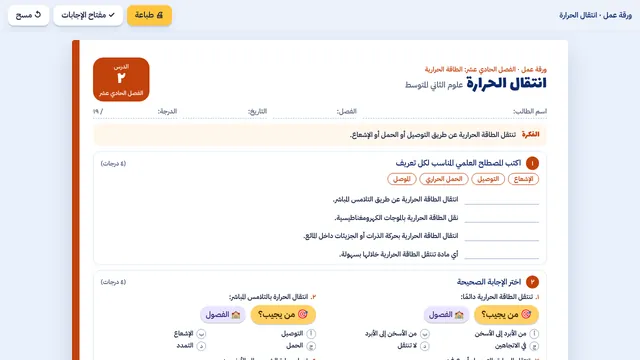 ورقة عمل · انتقال الحرارة
✓ مفتاح الإجابات
طباعة
مسح
ورقة عمل · الفصل الحادي عشر: الطاقة الحرارية
انتقال الحرارة علوم الثاني المتوسط
الدرس
٢
الفصل الحادي عشر
اسم الطالب:
الفصل:
التاريخ:
الدرجة:
/ ١٩
الفكرة تنتقل الطاقة الحرارية عن طريق التوصيل أو الحمل أو الإشعاع.
١ اكتب المصطلح العلمي المناسب لكل تعريف (٤ درجات)
الإشعاع التوصيل الحمل الحراري الموصل
انتقال الطاقة الحرارية عن طريق التلامس المباشر.
نقل الطاقة الحرارية بالموجات الكهرومغناطيسية.
انتقال الطاقة الحرارية بحركة الذرات أو الجزيئات داخل المائع.
أي مادة تنتقل الطاقة الحرارية خلالها بسهولة.
٢ اختر الإجابة الصحيحة (٤ درجات)
١. تنتقل الطاقة الحرارية دائمًا:
من يجيب؟ الفصول
أ من الأبرد إلى الأسخن
ب من الأسخن إلى الأبرد
ج في الاتجاهين
د لا تنتقل
٢. انتقال الحرارة بالتلامس المباشر:
من يجيب؟ الفصول
أ التوصيل
ب الإشعاع
ج الحمل
د التمدد